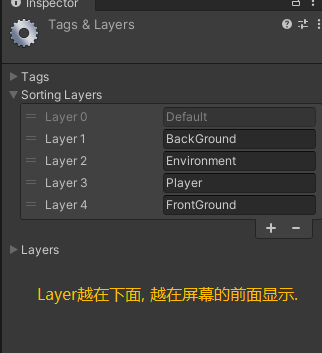 Inspector
Tags & Layers
Tags
Sorting Layers
Layer 0 Default
Layer 1 BackGround
Layer 2 Environment
Layer 3 Player
Layer 4 FrontGround
+ −
Layers
Layer越在下面, 越在屏幕的前面显示.